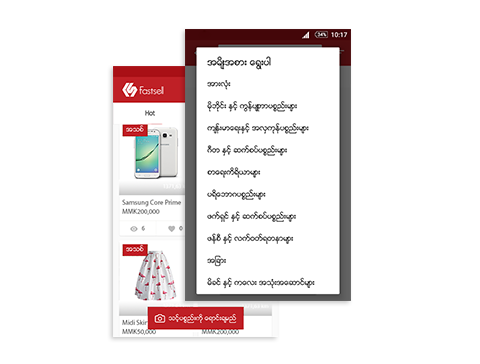 34% 10:17
အမျိုးအစား ရွေးပါ
အားလုံး
မိုဘိုင်း နှင့် ကွန်ပျူတာပစ္စည်းများ
ကျန်းမာရေးနှင့် အလှကုန်ပစ္စည်းများ
ဂီတ နှင့် ဆက်စပ်ပစ္စည်းများ
စာရေးကိရိယာများ
ပရိဘောဂပစ္စည်းများ
ဖက်ရှင် နှင့် ဆက်စပ်ပစ္စည်းများ
ဖန်စီ နှင့် လက်ဝတ်ရတနာများ
အခြား
မိခင် နှင့် ကလေး အသုံးအဆောင်များ
fastsell
Hot
အသစ်
Samsung Core Prime
MMK200,000
6
အသစ်
Midi Skir
MMK50,000
MMK200,000
သင့်ပစ္စည်းကို ရောင်းချမည်